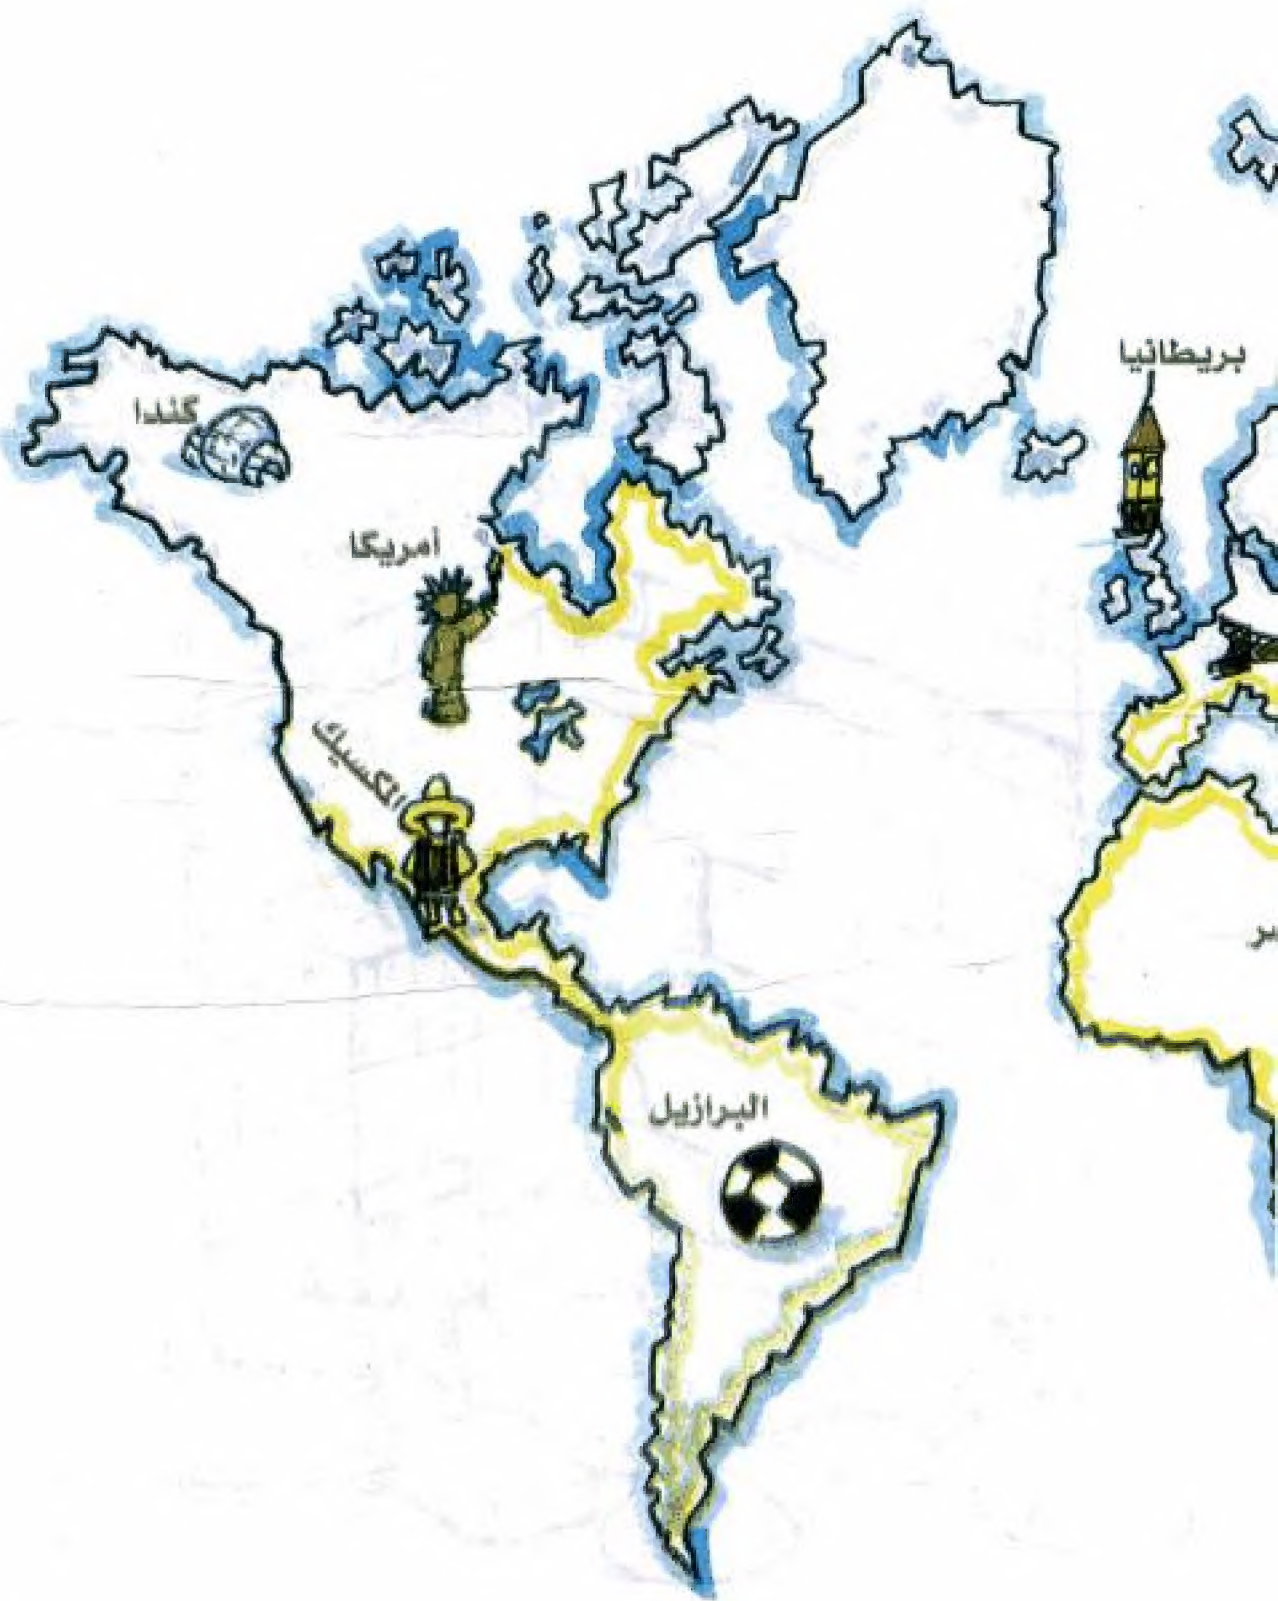 بريطانيا
كندا
أمريكا
المكسيك
البرازيل